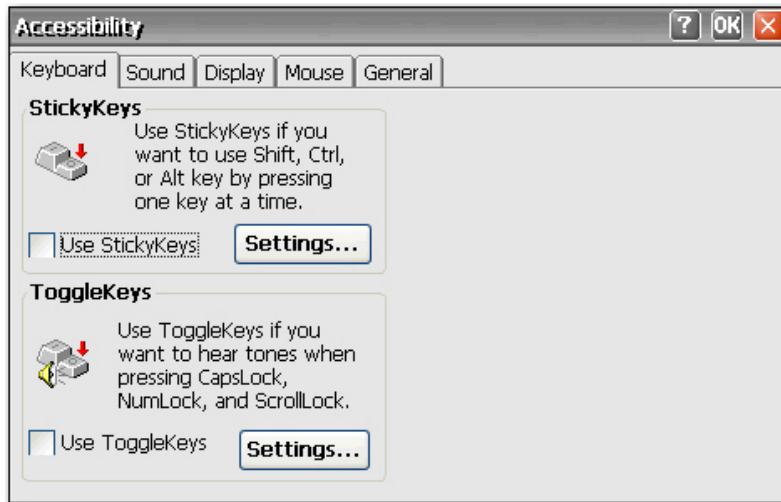 Accessibility ? OK X
Keyboard Sound Display Mouse General
StickyKeys
Use StickyKeys if you
want to use Shift, Ctrl,
or Alt key by pressing
one key at a time.
Use StickyKeys Settings...
ToggleKeys
Use ToggleKeys if you
want to hear tones when
pressing CapsLock,
NumLock, and ScrollLock.
Use ToggleKeys Settings...